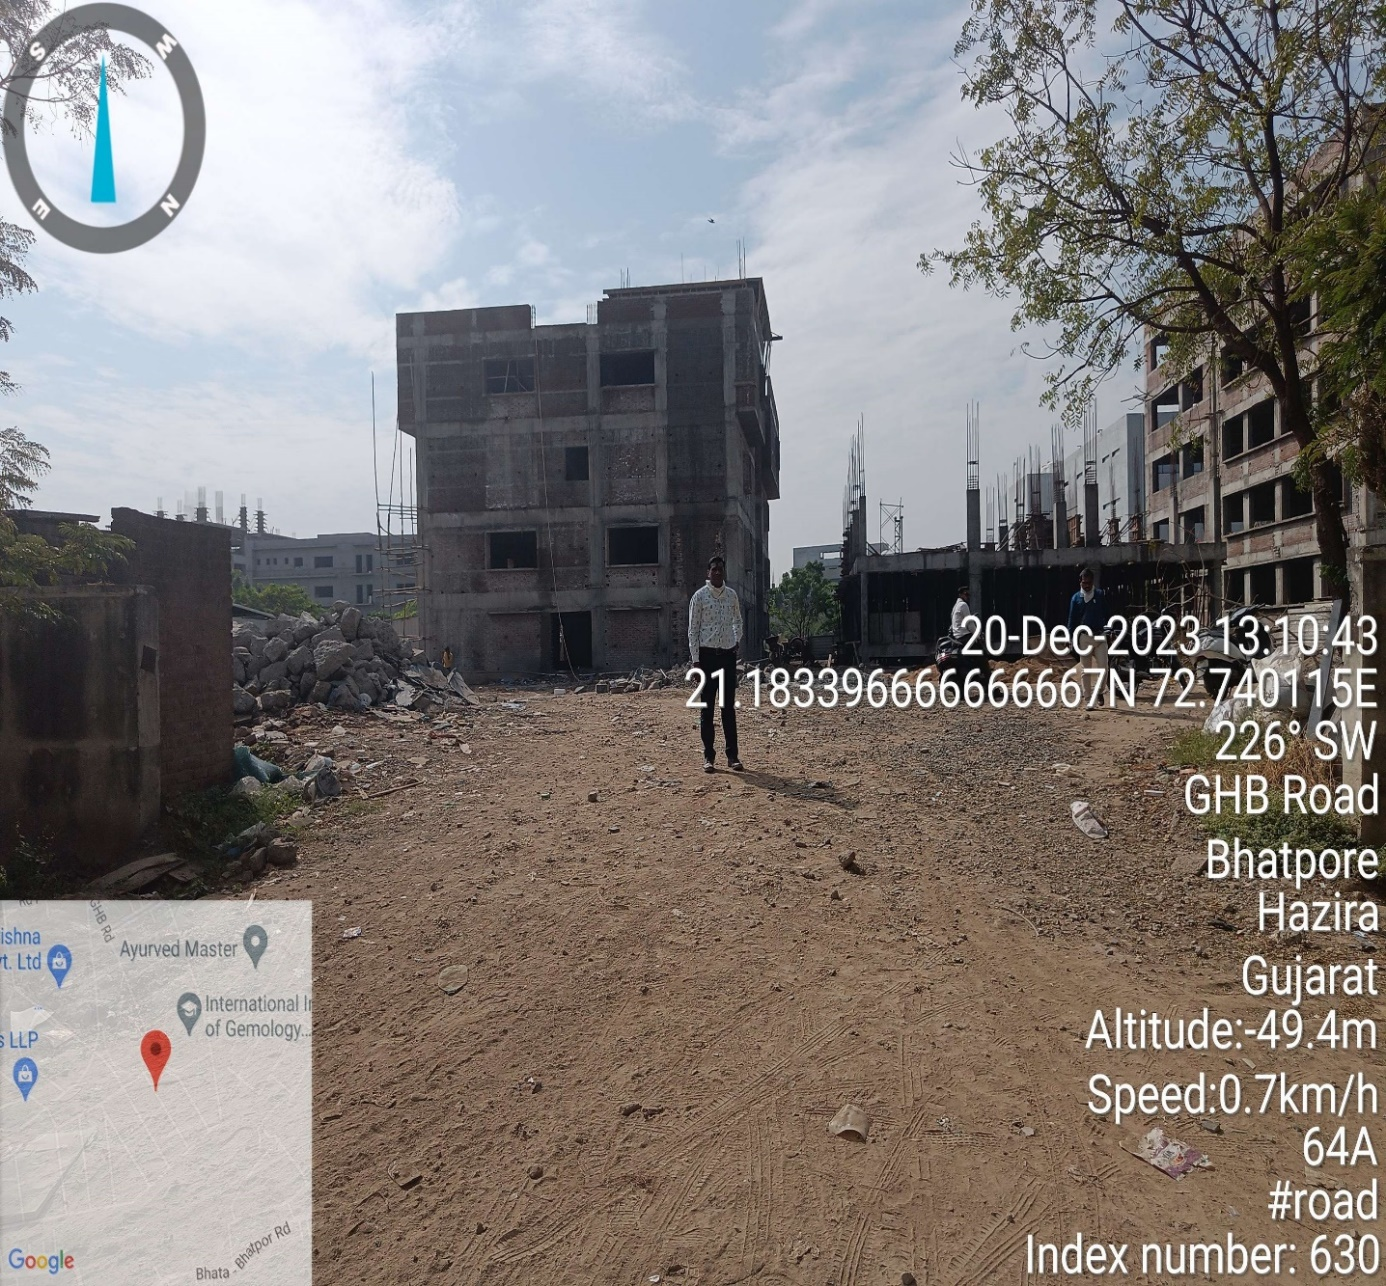 S
W
E
N
20-Dec-2023 13:10:43
21.183396666666667N 72.740115E
226° SW
GHB Road
Bhatpore
Hazira
Gujarat
Altitude:-49.4m
Speed:0.7km/h
64A
#road
Index number: 630
GHB Rd
ishna
vt. Ltd
Ayurved Master
International I
of Gemology...
s LLP
Bhata - Bhatpor Rd
Google